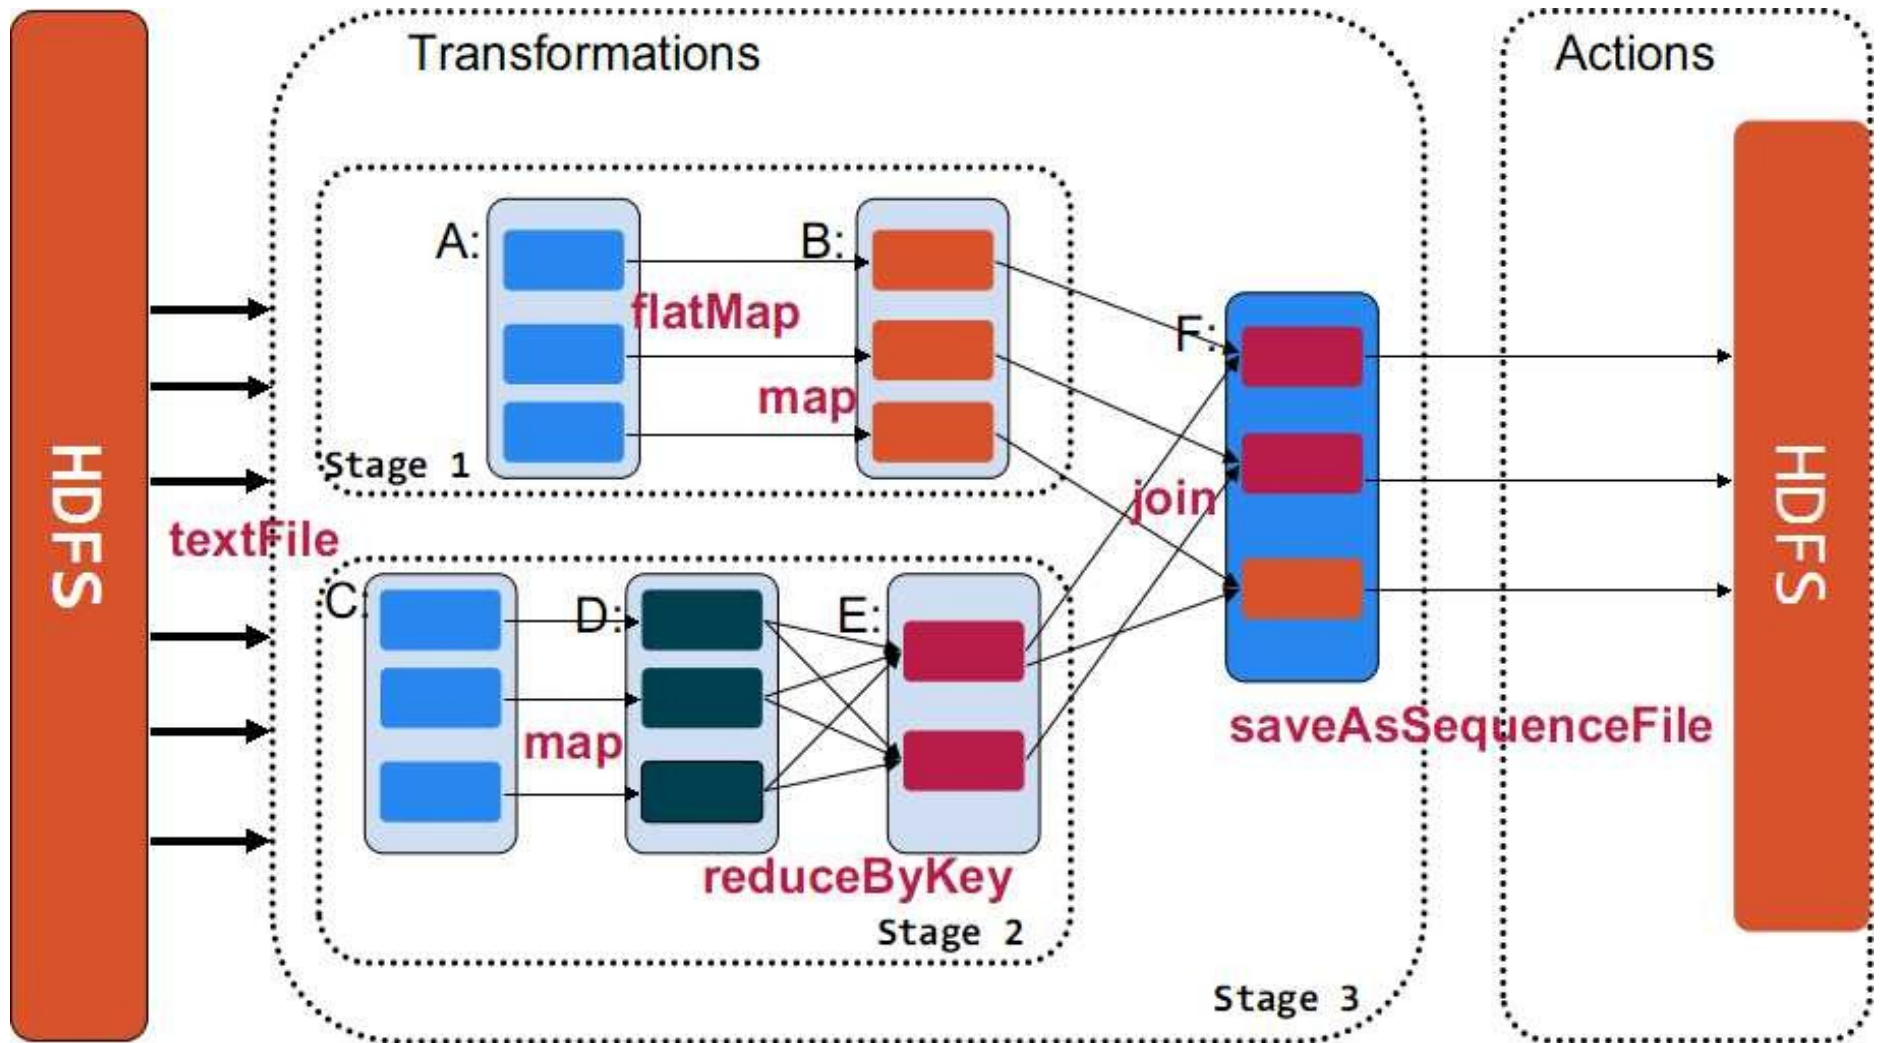 Transformations
Actions
HDFS
textFile
A:
B:
flatMap
map
Stage 1
F:
join
C:
D:
E:
map
reduceByKey
Stage 2
Stage 3
saveAsSequenceFile
HDFS